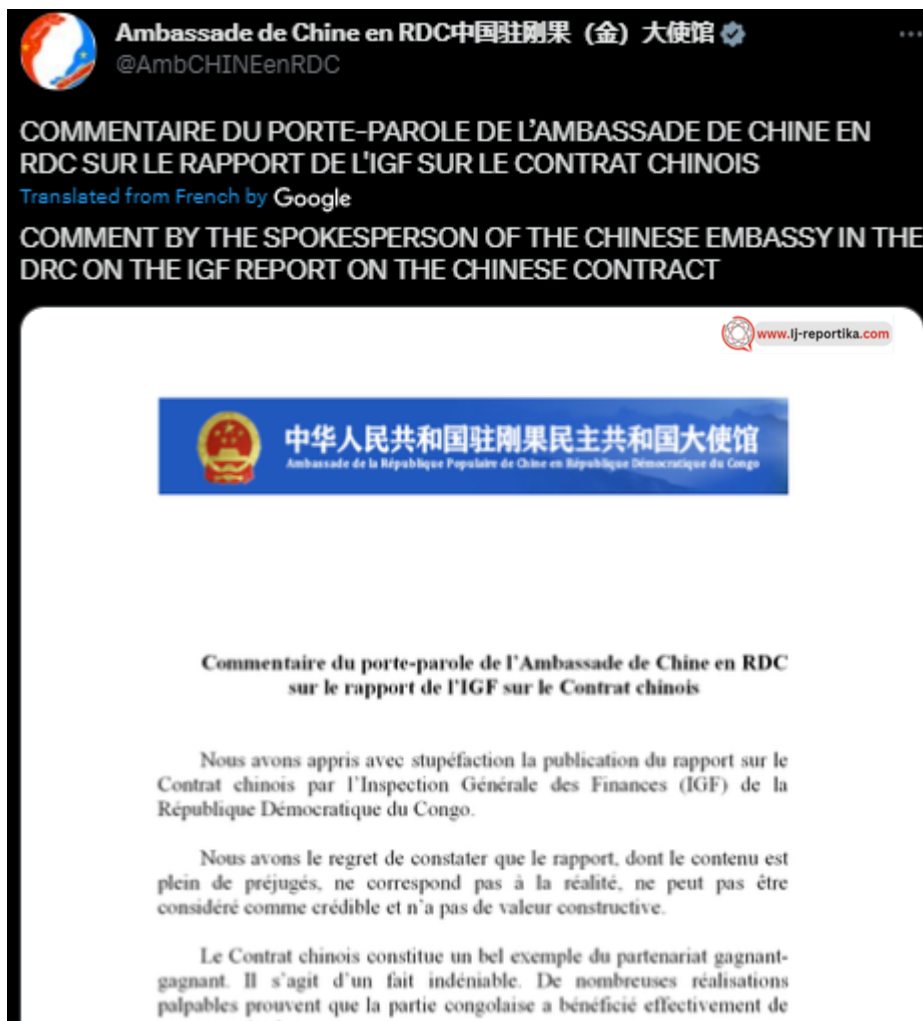 Ambassade de Chine en RDC中国驻刚果（金）大使馆
@AmbCHINEenRDC
COMMENTAIRE DU PORTE-PAROLE DE L'AMBASSADE DE CHINE EN
RDC SUR LE RAPPORT DE L'IGF SUR LE CONTRAT CHINOIS
Translated from French by Google
COMMENT BY THE SPOKESPERSON OF THE CHINESE EMBASSY IN THE
DRC ON THE IGF REPORT ON THE CHINESE CONTRACT
www.lj-reportika.com
中华人民共和国驻刚果民主共和国大使馆
Ambassade de la République Populaire de Chine en République Démocratique du Congo
Commentaire du porte-parole de l'Ambassade de Chine en RDC
sur le rapport de l'IGF sur le Contrat chinois
Nous avons appris avec stupéfaction la publication du rapport sur le
Contrat chinois par l'Inspection Générale des Finances (IGF) de la
République Démocratique du Congo.
Nous avons le regret de constater que le rapport, dont le contenu est
plein de préjugés, ne correspond pas à la réalité, ne peut pas être
considéré comme crédible et n'a pas de valeur constructive.
Le Contrat chinois constitue un bel exemple du partenariat gagnant-
gagnant. Il s'agit d'un fait indéniable. De nombreuses réalisations
palpables prouvent que la partie congolaise a bénéficié effectivement de